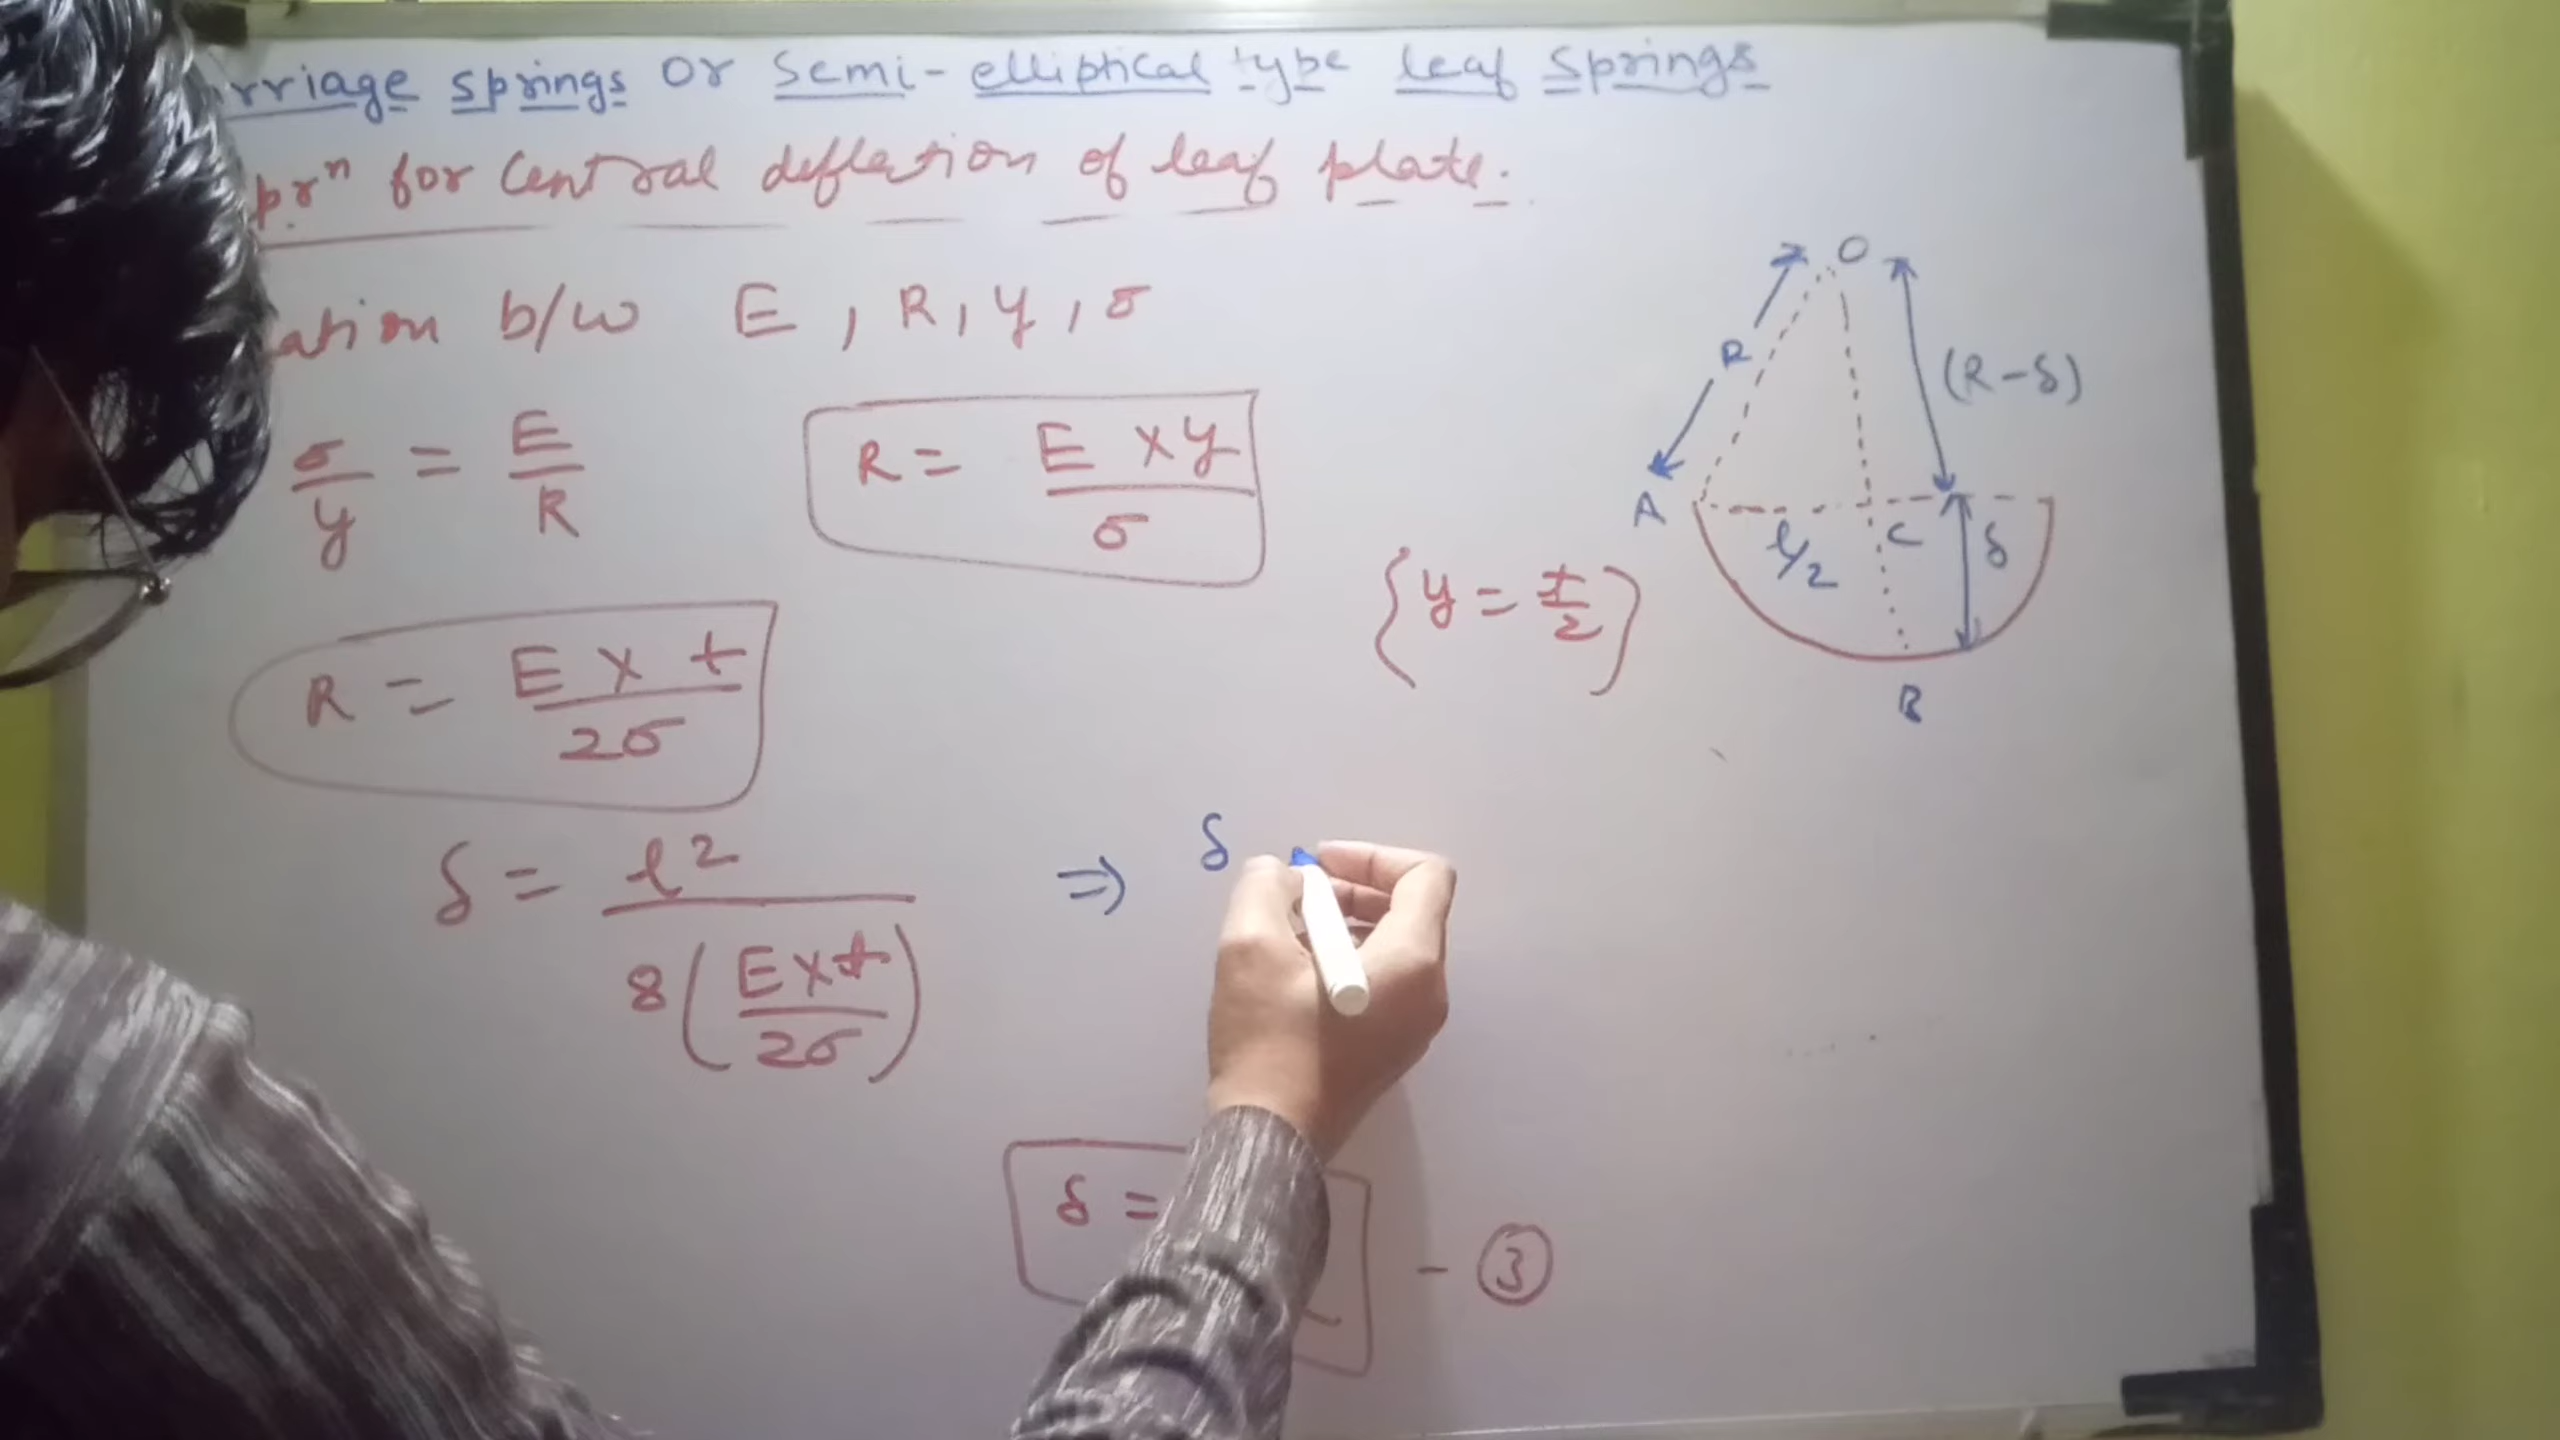 rriage springs or semi-elliptical type leaf springs
prⁿ for Central deflection of leaf plate.
ation b/w E, R, y, σ
σ/y = E/R
R = E × y / σ
{y = t/2}
R = E × t / 2σ
δ = l² / 8(E × t / 2σ) ⇒ δ
δ = - ③
O
R
(R-δ)
A
l/2
C
δ
B